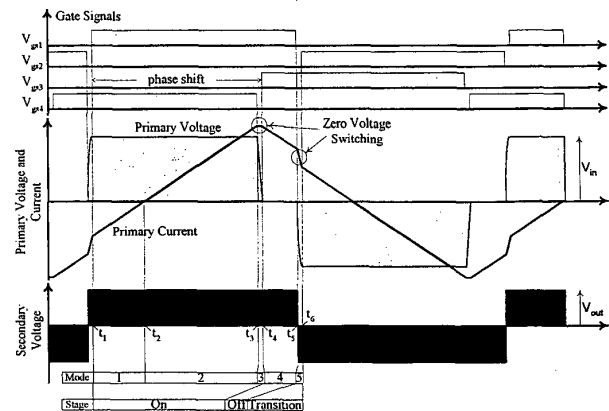 Gate Signals
Vgs1
Vgs2
Vgs3
Vgs4
phase shift
Primary Voltage
Zero Voltage
Switching
Vin
Primary Voltage and
Current
Primary Current
Secondary
Voltage
Vout
t1 t2 t3 t4 t5 t6
Mode 1 2 3 4 5
Stage On Off Transition